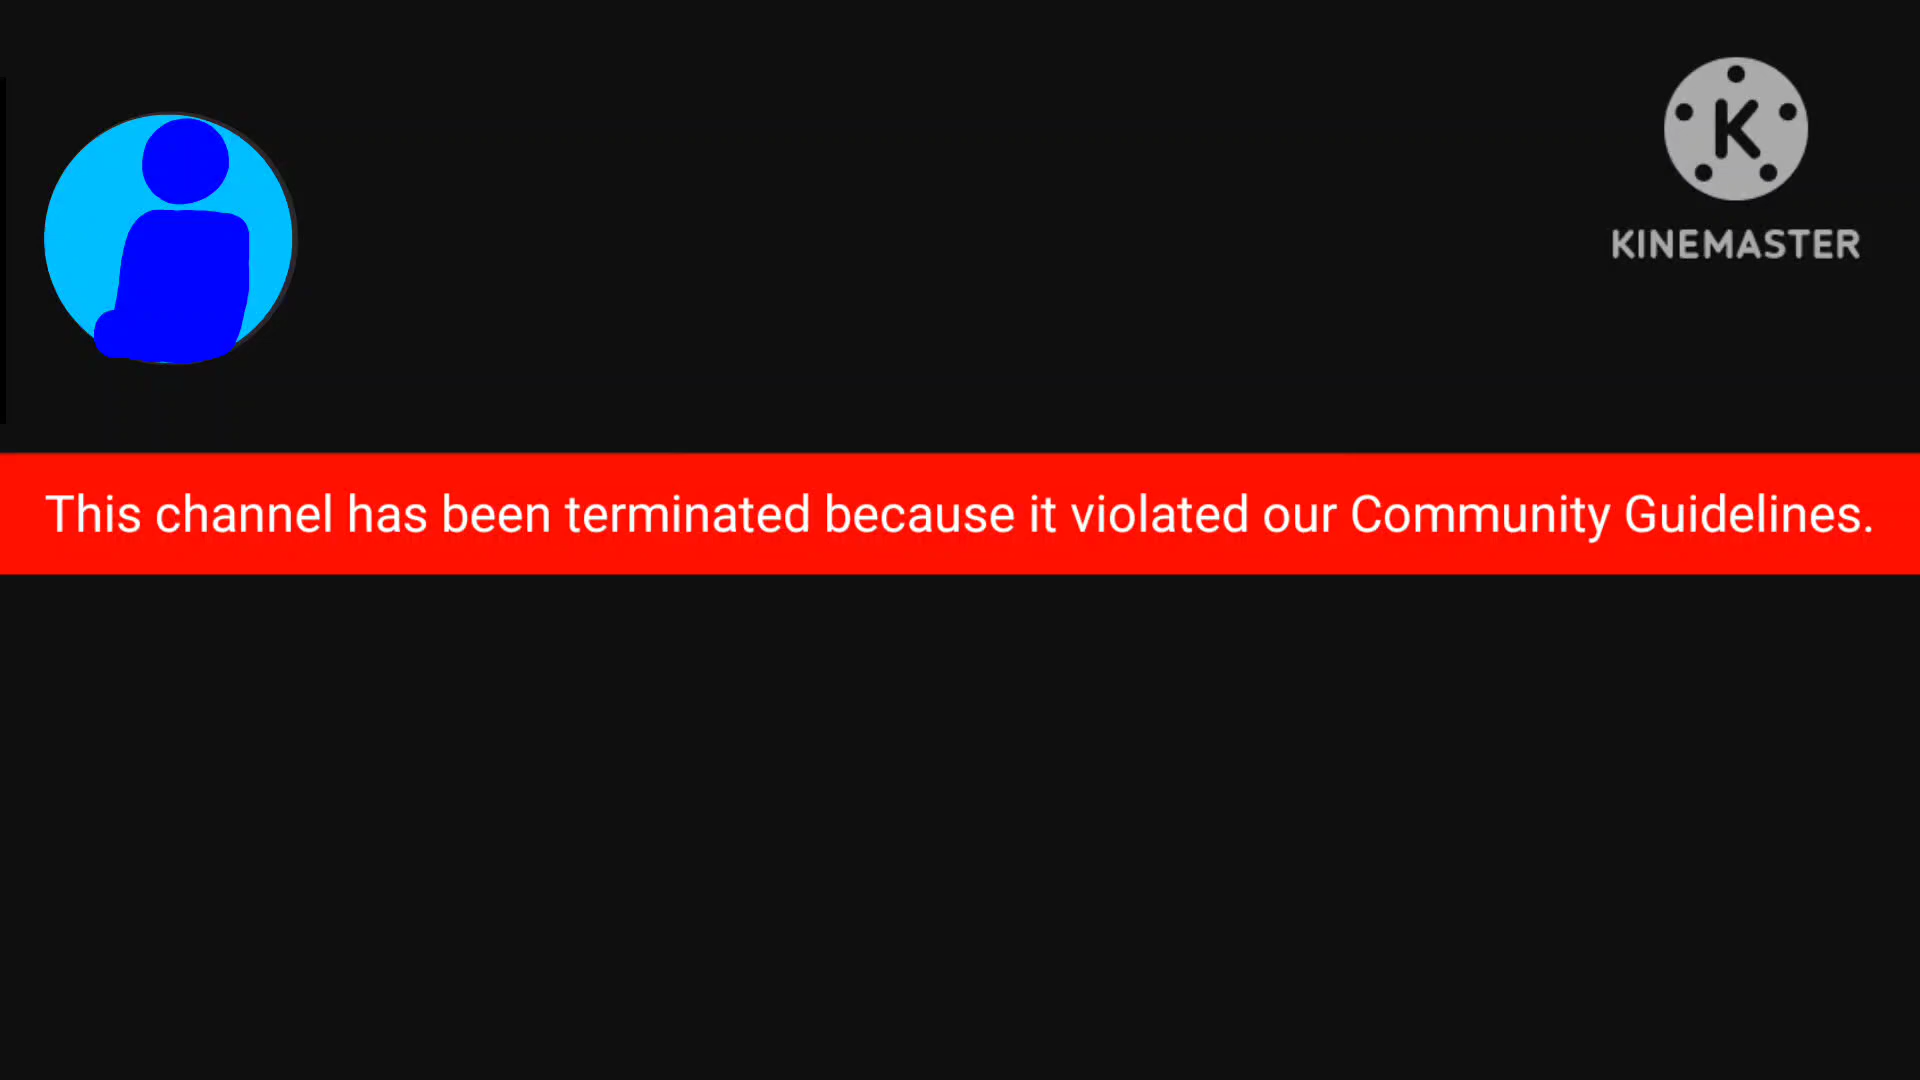 K
KINEMASTER
This channel has been terminated because it violated our Community Guidelines.